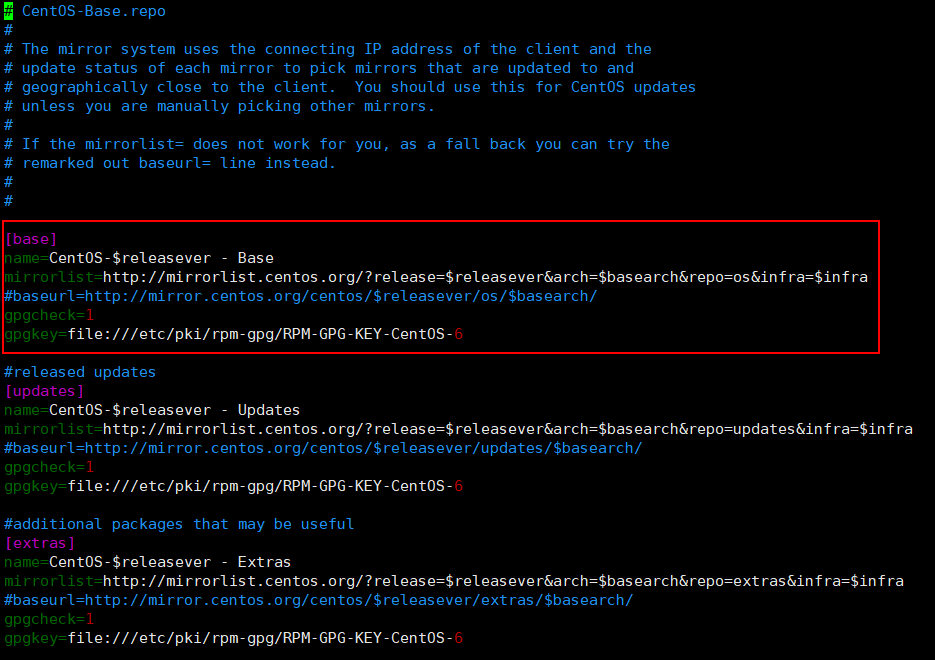 # CentOS-Base.repo
#
# The mirror system uses the connecting IP address of the client and the
# update status of each mirror to pick mirrors that are updated to and
# geographically close to the client.  You should use this for CentOS updates
# unless you are manually picking other mirrors.
#
# If the mirrorlist= does not work for you, as a fall back you can try the
# remarked out baseurl= line instead.
#
#
[base]
name=CentOS-$releasever - Base
mirrorlist=http://mirrorlist.centos.org/?release=$releasever&arch=$basearch&repo=os&infra=$infra
#baseurl=http://mirror.centos.org/centos/$releasever/os/$basearch/
gpgcheck=1
gpgkey=file:///etc/pki/rpm-gpg/RPM-GPG-KEY-CentOS-6
#released updates
[updates]
name=CentOS-$releasever - Updates
mirrorlist=http://mirrorlist.centos.org/?release=$releasever&arch=$basearch&repo=updates&infra=$infra
#baseurl=http://mirror.centos.org/centos/$releasever/updates/$basearch/
gpgcheck=1
gpgkey=file:///etc/pki/rpm-gpg/RPM-GPG-KEY-CentOS-6
#additional packages that may be useful
[extras]
name=CentOS-$releasever - Extras
mirrorlist=http://mirrorlist.centos.org/?release=$releasever&arch=$basearch&repo=extras&infra=$infra
#baseurl=http://mirror.centos.org/centos/$releasever/extras/$basearch/
gpgcheck=1
gpgkey=file:///etc/pki/rpm-gpg/RPM-GPG-KEY-CentOS-6